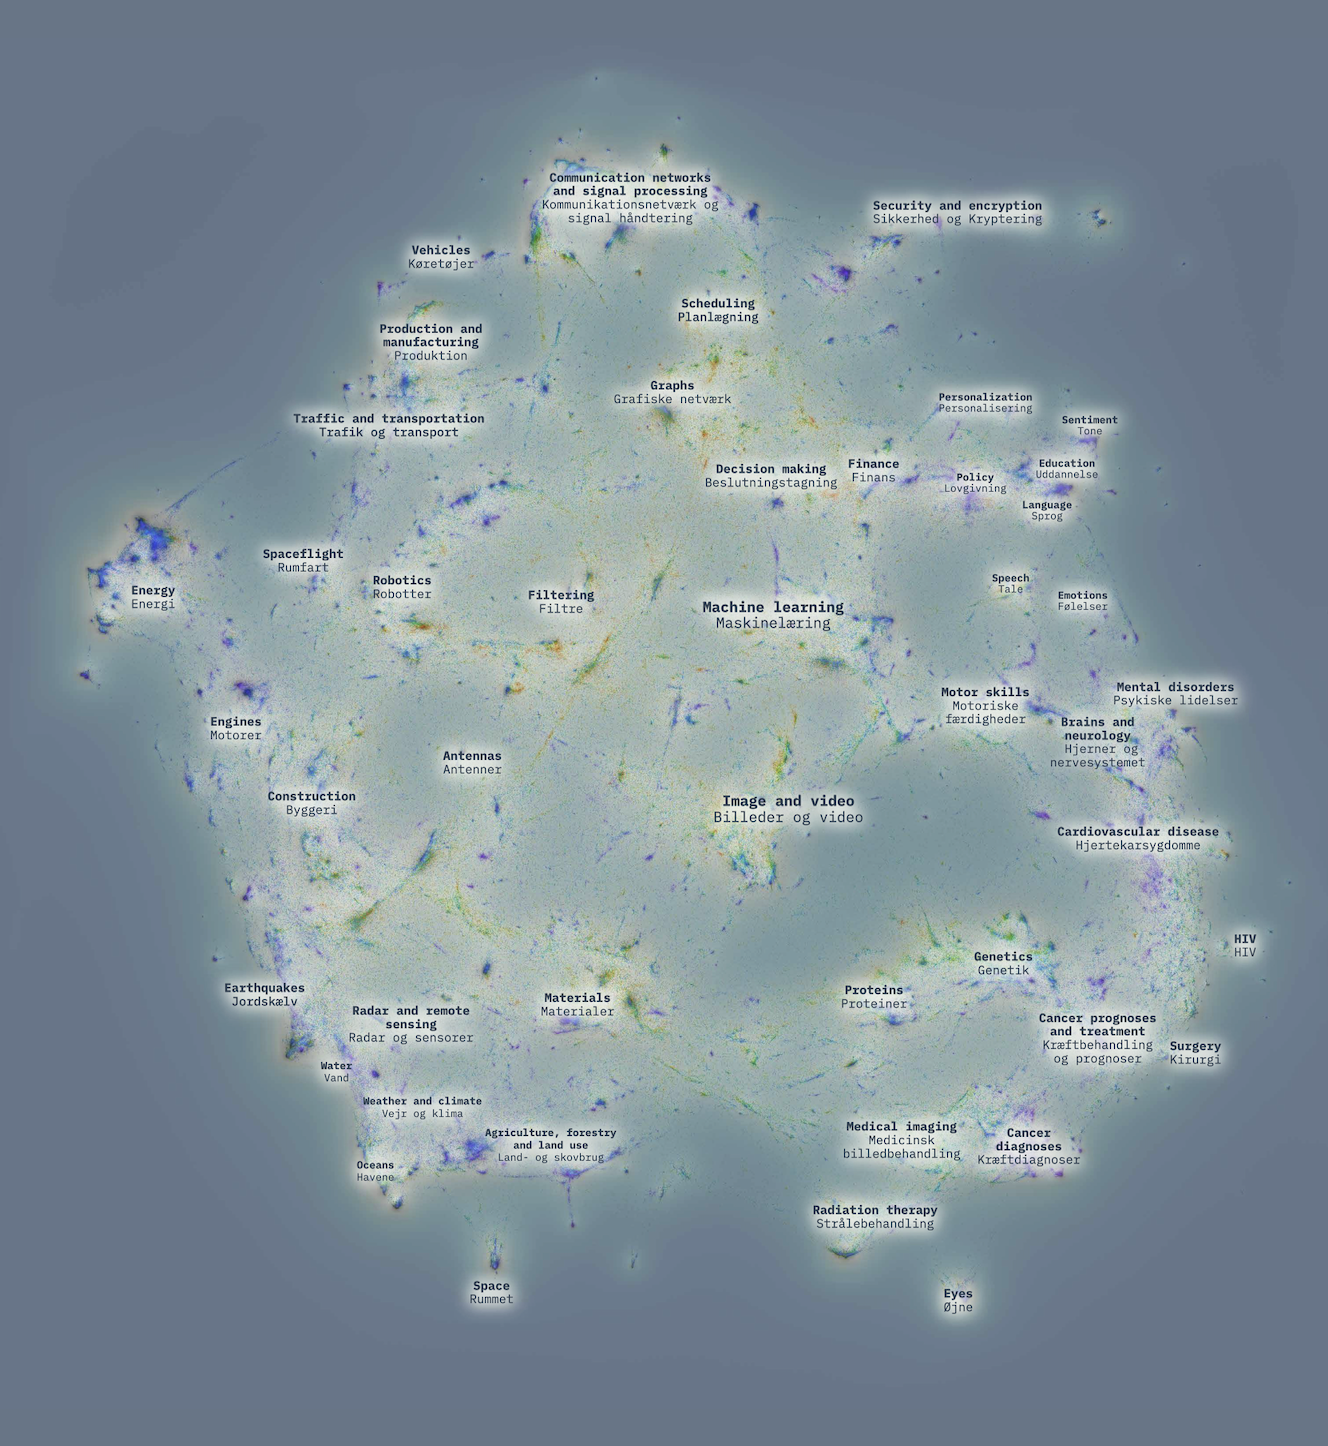 Communication networks
and signal processing
Kommunikationsnetværk og
signal håndtering
Security and encryption
Sikkerhed og Kryptering
Vehicles
Køretøjer
Scheduling
Planlægning
Production and
manufacturing
Produktion
Graphs
Grafiske netværk
Personalization
Personalisering
Traffic and transportation
Trafik og transport
Sentiment
Tone
Decision making
Beslutningstagning
Finance
Finans
Policy
Lovgivning
Education
Uddannelse
Language
Sprog
Spaceflight
Rumfart
Energy
Energi
Robotics
Robotter
Filtering
Filtre
Machine learning
Maskinelæring
Speech
Tale
Emotions
Følelser
Motor skills
Motoriske
færdigheder
Mental disorders
Psykiske lidelser
Brains and
neurology
Hjerner og
nervesystemet
Engines
Motorer
Antennas
Antenner
Construction
Byggeri
Image and video
Billeder og video
Cardiovascular disease
Hjertekarsygdomme
HIV
HIV
Genetics
Genetik
Earthquakes
Jordskælv
Proteins
Proteiner
Materials
Materialer
Radar and remote
sensing
Radar og sensorer
Cancer prognoses
and treatment
Kræftbehandling
og prognoser
Surgery
Kirurgi
Water
Vand
Weather and climate
Vejr og klima
Agriculture, forestry
and land use
Land- og skovbrug
Medical imaging
Medicinsk
billedbehandling
Cancer
diagnoses
Kræftdiagnoser
Oceans
Havene
Radiation therapy
Strålebehandling
Space
Rummet
Eyes
Øjne